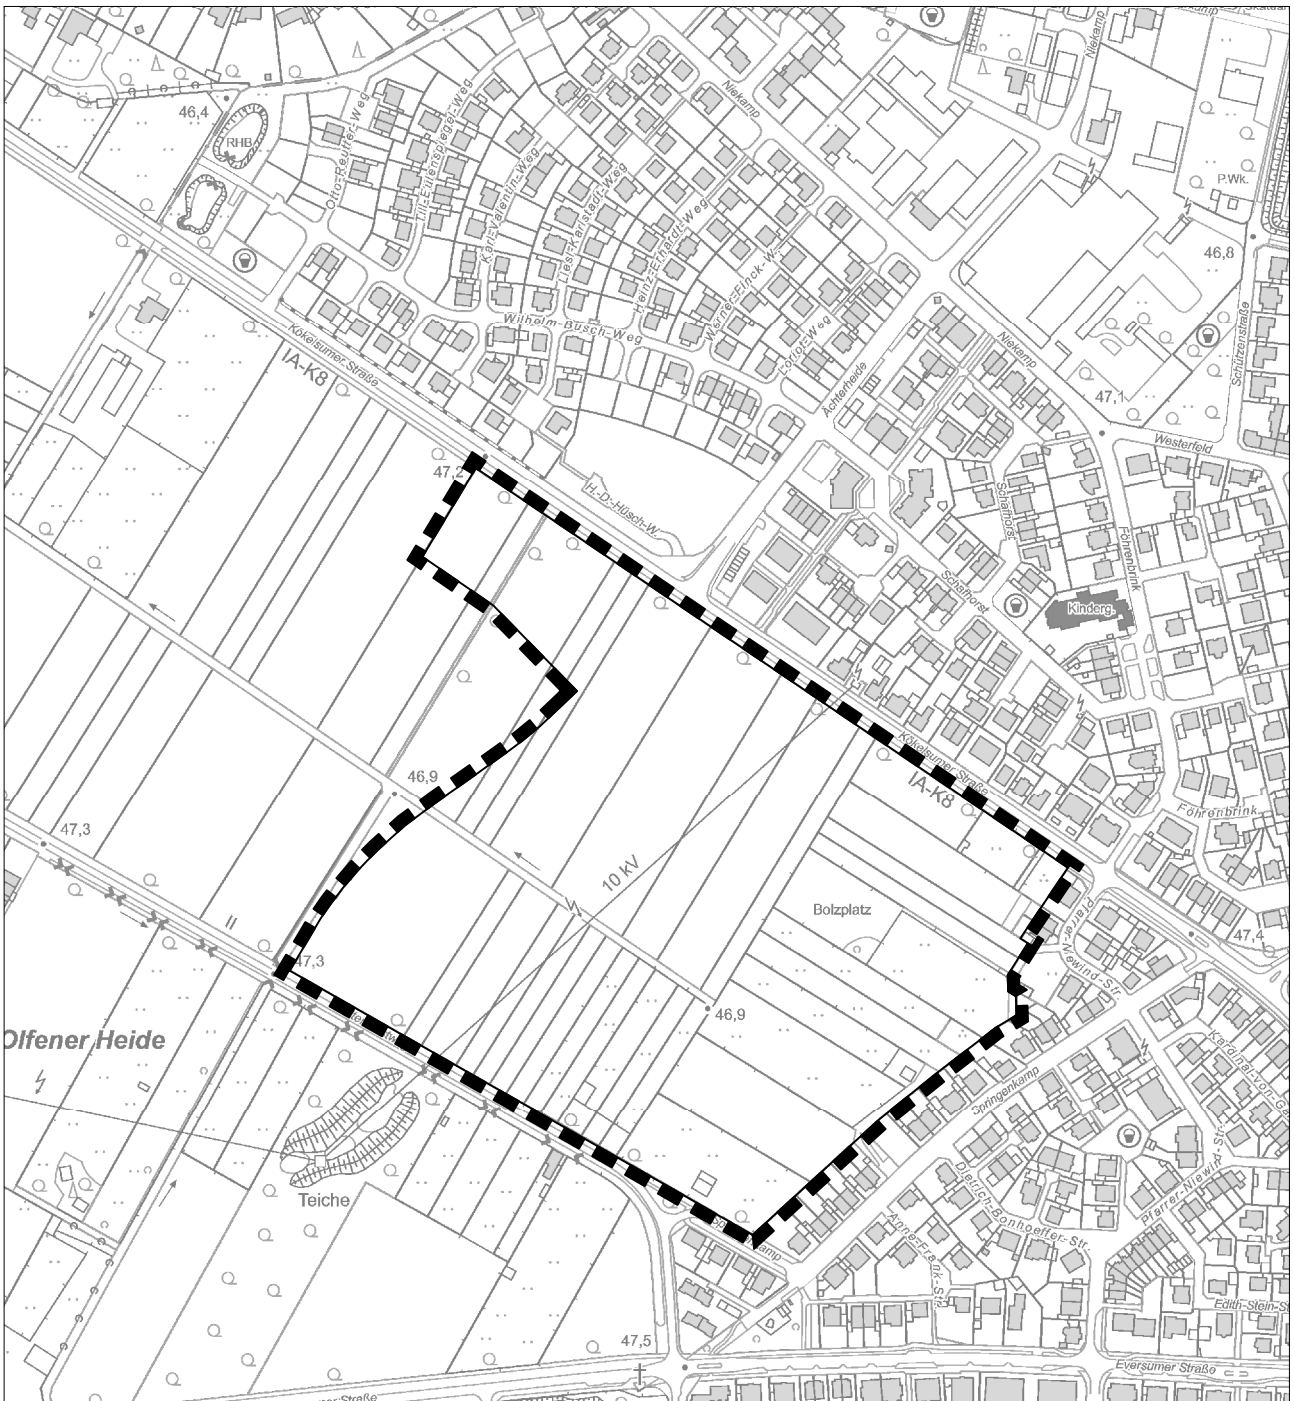 Niekamp
46,4
RHB
Otto-Reutter-Weg
Till-Eulenspiegel-Weg
Karl-Valentin-Weg
Liesl-Karlstadt-Weg
Heinz-Erhardt-Weg
Werner-Finck-W.
Loriot-Weg
Niekamp
P.Wk.
46,8
Schützenstraße
Wilhelm-Busch-Weg
Kökelsumer Straße
IA-K8
Achterheide
Niekamp
47,1
Westerfeld
47,2
H.-D.-Hüsch-W.
Schafhorst
Föhrenbrink
Schafhorst
Kinderg.
Kökelsumer Straße
IA-K8
46,9
Föhrenbrink
47,3
10 kV
Bolzplatz
Pfarrer-Niewind-Str.
47,4
II
47,3
46,9
Olfener Heide
Springenkamp
Kardinal-von-Ga
Teiche
Dietrich-Bonhoeffer-Str.
Pfarrer-Niewind-Str.
Anne-Frank-Str.
Edith-Stein-S
47,5
Eversumer Straße